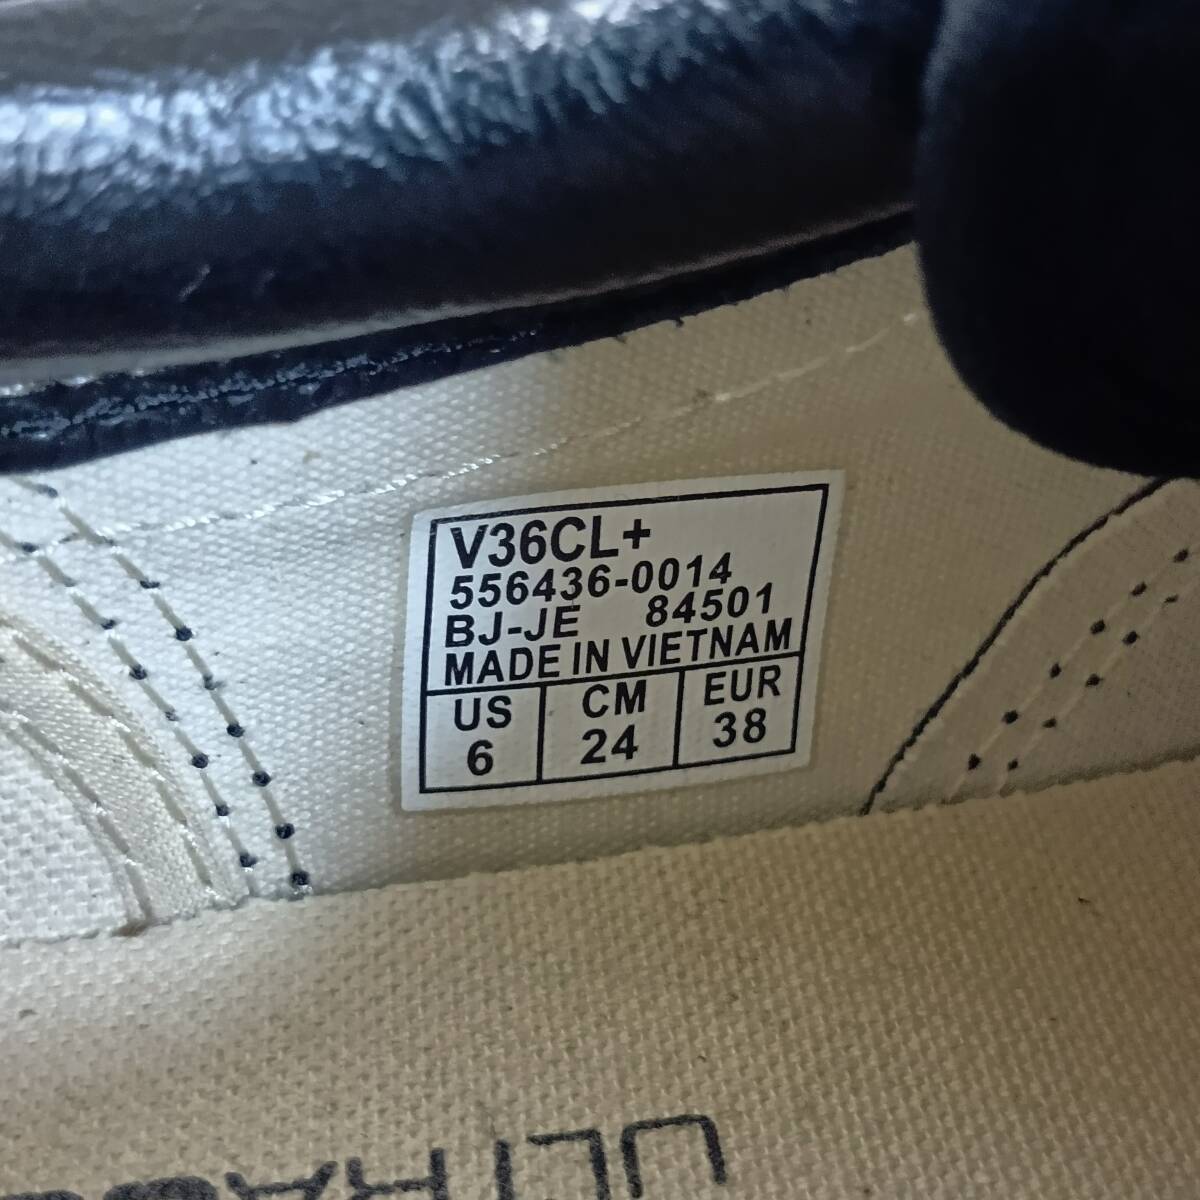 V36CL+
556436-0014
BJ-JE 84501
MADE IN VIETNAM
US CM EUR
6 24 38